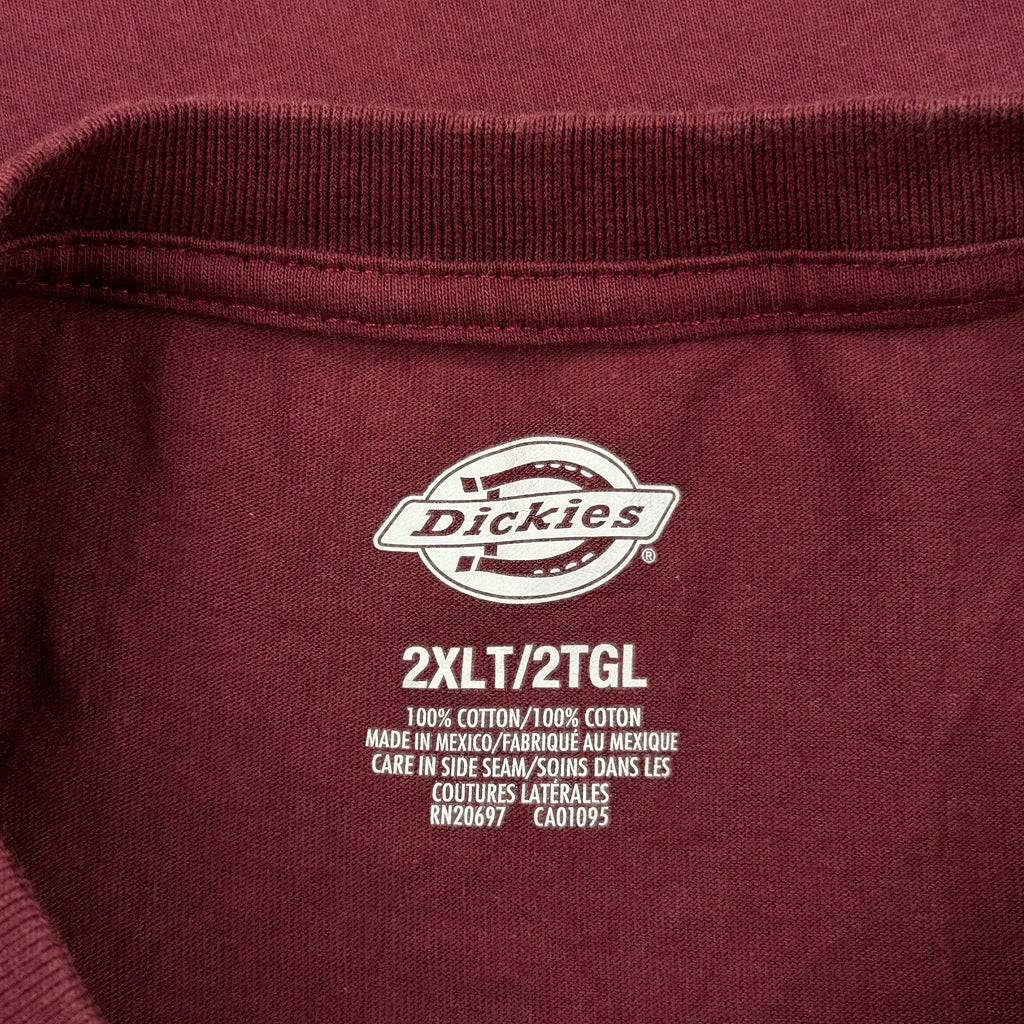 Dickies
®
2XLT/2TGL
100% COTTON/100% COTON
MADE IN MEXICO/FABRIQUÉ AU MEXIQUE
CARE IN SIDE SEAM/SOINS DANS LES
COUTURES LATÉRALES
RN20697 CA01095